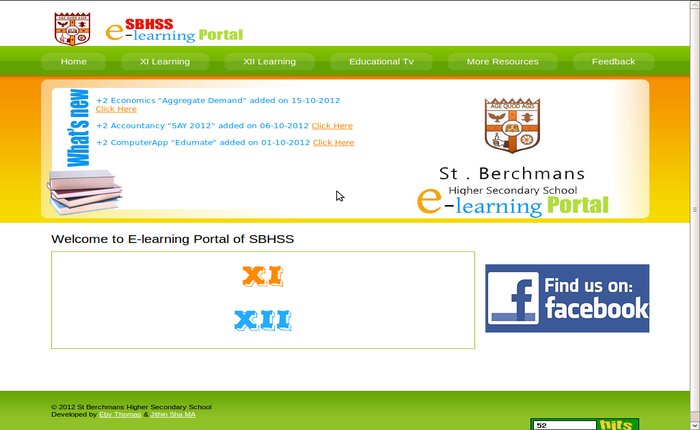 SBHSS
e-learning Portal
Home
XI Learning
XII Learning
Educational Tv
More Resources
Feedback
What's new
+2 Economics "Aggregate Demand" added on 15-10-2012
Click Here
+2 Accountancy "SAY 2012" added on 06-10-2012 Click Here
+2 ComputerApp "Edumate" added on 01-10-2012 Click Here
AGE QUOD AGIS
St . Berchmans
Higher Secondary School
e-learning Portal
Welcome to E-learning Portal of SBHSS
XI
XII
Find us on:
facebook
© 2012 St Berchmans Higher Secondary School
Developed by Eby Thomas & Jithin Sha MA
52
hits